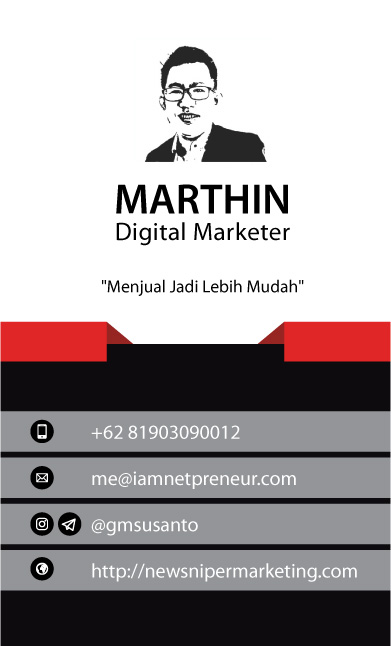 MARTHIN
Digital Marketer
"Menjual Jadi Lebih Mudah"
+62 81903090012
me@iamnetpreneur.com
@gmsusanto
http://newsnipermarketing.com